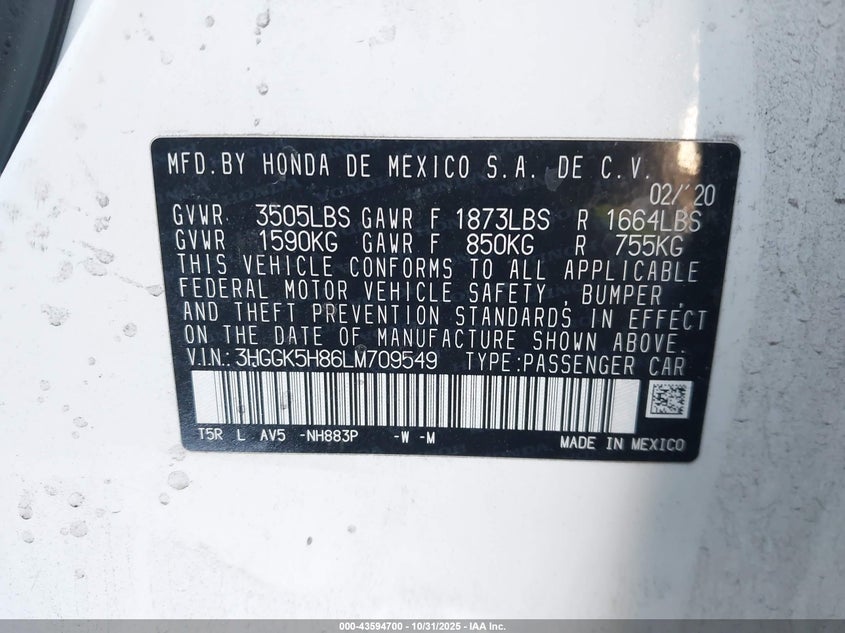 MFD.BY HONDA DE MEXICO S.A. DE C.V.
02/'20
GVWR 3505LBS GAWR F 1873LBS R 1664LBS
GVWR 1590KG GAWR F 850KG R 755KG
THIS VEHICLE CONFORMS TO ALL APPLICABLE
FEDERAL MOTOR VEHICLE SAFETY , BUMPER ,
AND THEFT PREVENTION STANDARDS IN EFFECT
ON THE DATE OF MANUFACTURE SHOWN ABOVE.
V.I.N.: 3HGGK5H86LM709549 TYPE:PASSENGER CAR
T5R L AV5 -NH883P -W -M
MADE IN MEXICO
000-43594700 - 10/31/2025 - IAA Inc.